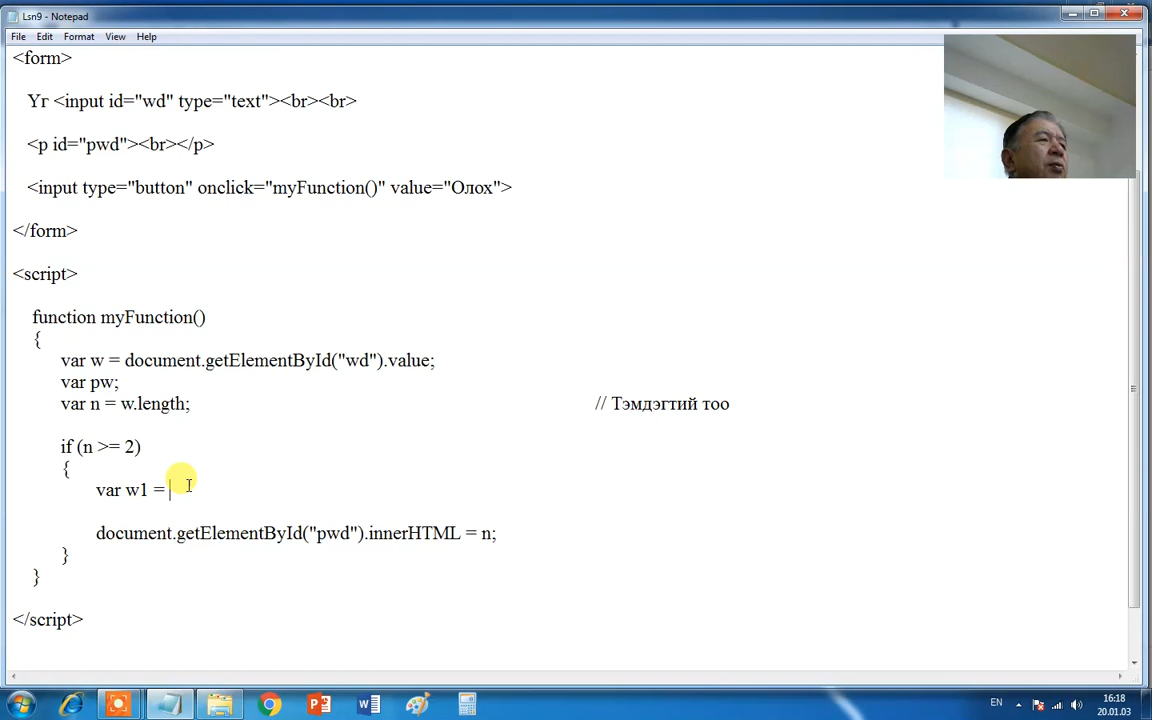 Lsn9 - Notepad
File Edit Format View Help
<form>
Үг <input id="wd" type="text"><br><br>
<p id="pwd"><br></p>
<input type="button" onclick="myFunction()" value="Олох">
</form>
<script>
function myFunction()
{
var w = document.getElementById("wd").value;
var pw;
var n = w.length; // Тэмдэгтий тоо
if (n >= 2)
{
var w1 =
document.getElementById("pwd").innerHTML = n;
}
}
</script>
EN 16:18
20.01.03